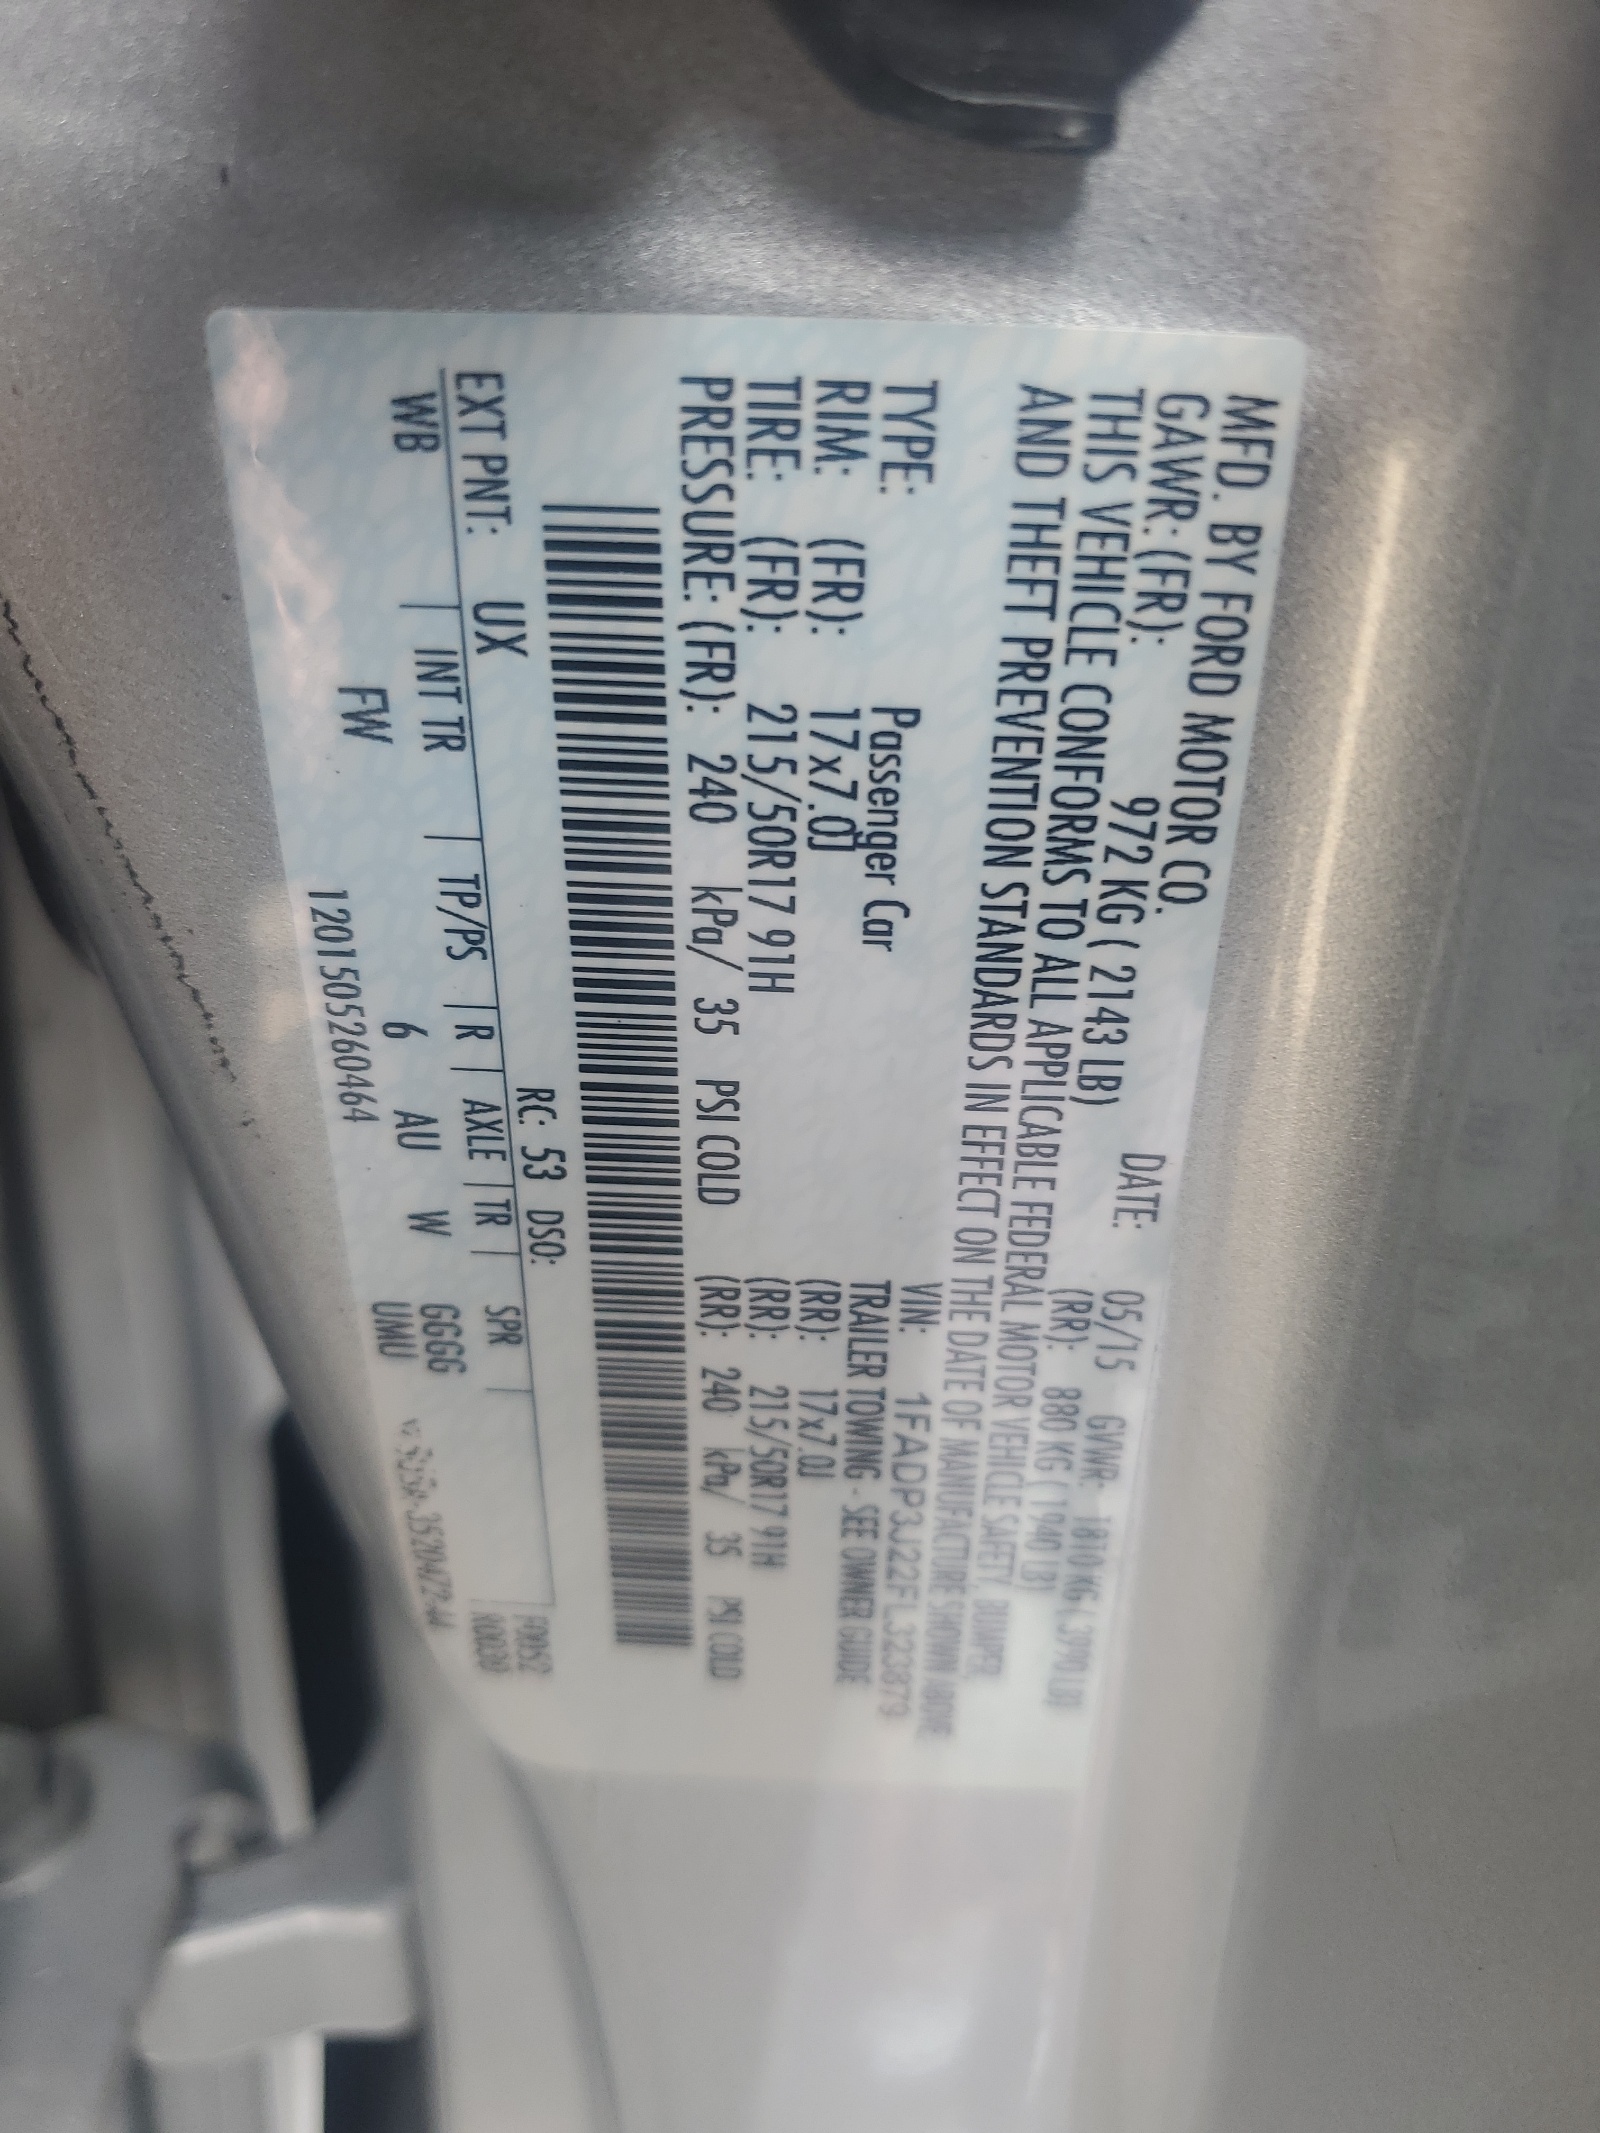 MFD. BY FORD MOTOR CO.
DATE: 05/15 GVWR: 1810 KG ( 3990 LB)
GAWR: (FR): 972 KG ( 2143 LB) (RR): 880 KG ( 1940 LB)
THIS VEHICLE CONFORMS TO ALL APPLICABLE FEDERAL MOTOR VEHICLE SAFETY, BUMPER,
AND THEFT PREVENTION STANDARDS IN EFFECT ON THE DATE OF MANUFACTURE SHOWN ABOVE
VIN: 1FADP3J22FL323879
TYPE: Passenger Car TRAILER TOWING - SEE OWNER GUIDE
RIM: (FR): 17x7.0J (RR): 17x7.0J
TIRE: (FR): 215/50R17 91H (RR): 215/50R17 91H
PRESSURE: (FR): 240 kPa/ 35 PSI COLD (RR): 240 kPa/ 35 PSI COLD
RC: 53 DSO:
EXT PNT: UX
WB INT TR TP/PS R AXLE TR SPR
FW 6 AU W GGGG
UMU
1201505260464